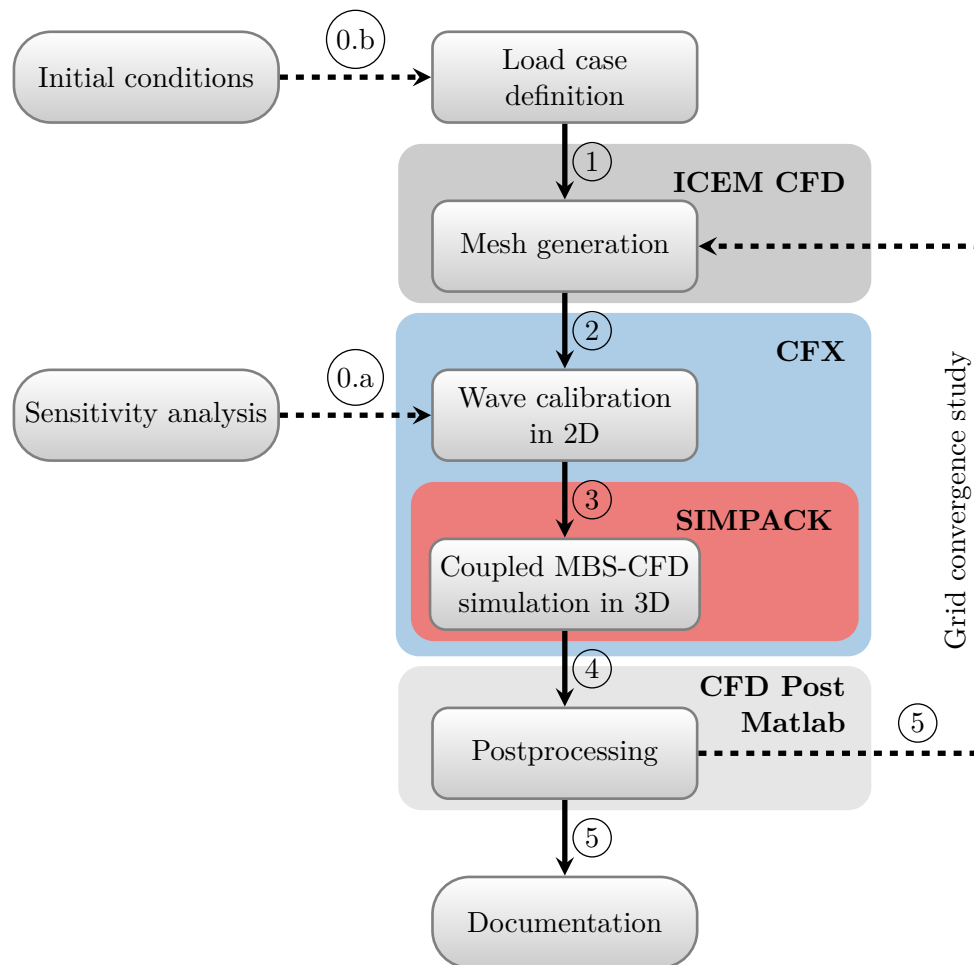 0.b
Initial conditions
Load case
definition
1
ICEM CFD
Mesh generation
2
CFX
0.a
Sensitivity analysis
Wave calibration
in 2D
3
SIMPACK
Coupled MBS-CFD
simulation in 3D
Grid convergence study
4
CFD Post
Matlab
5
Postprocessing
5
Documentation